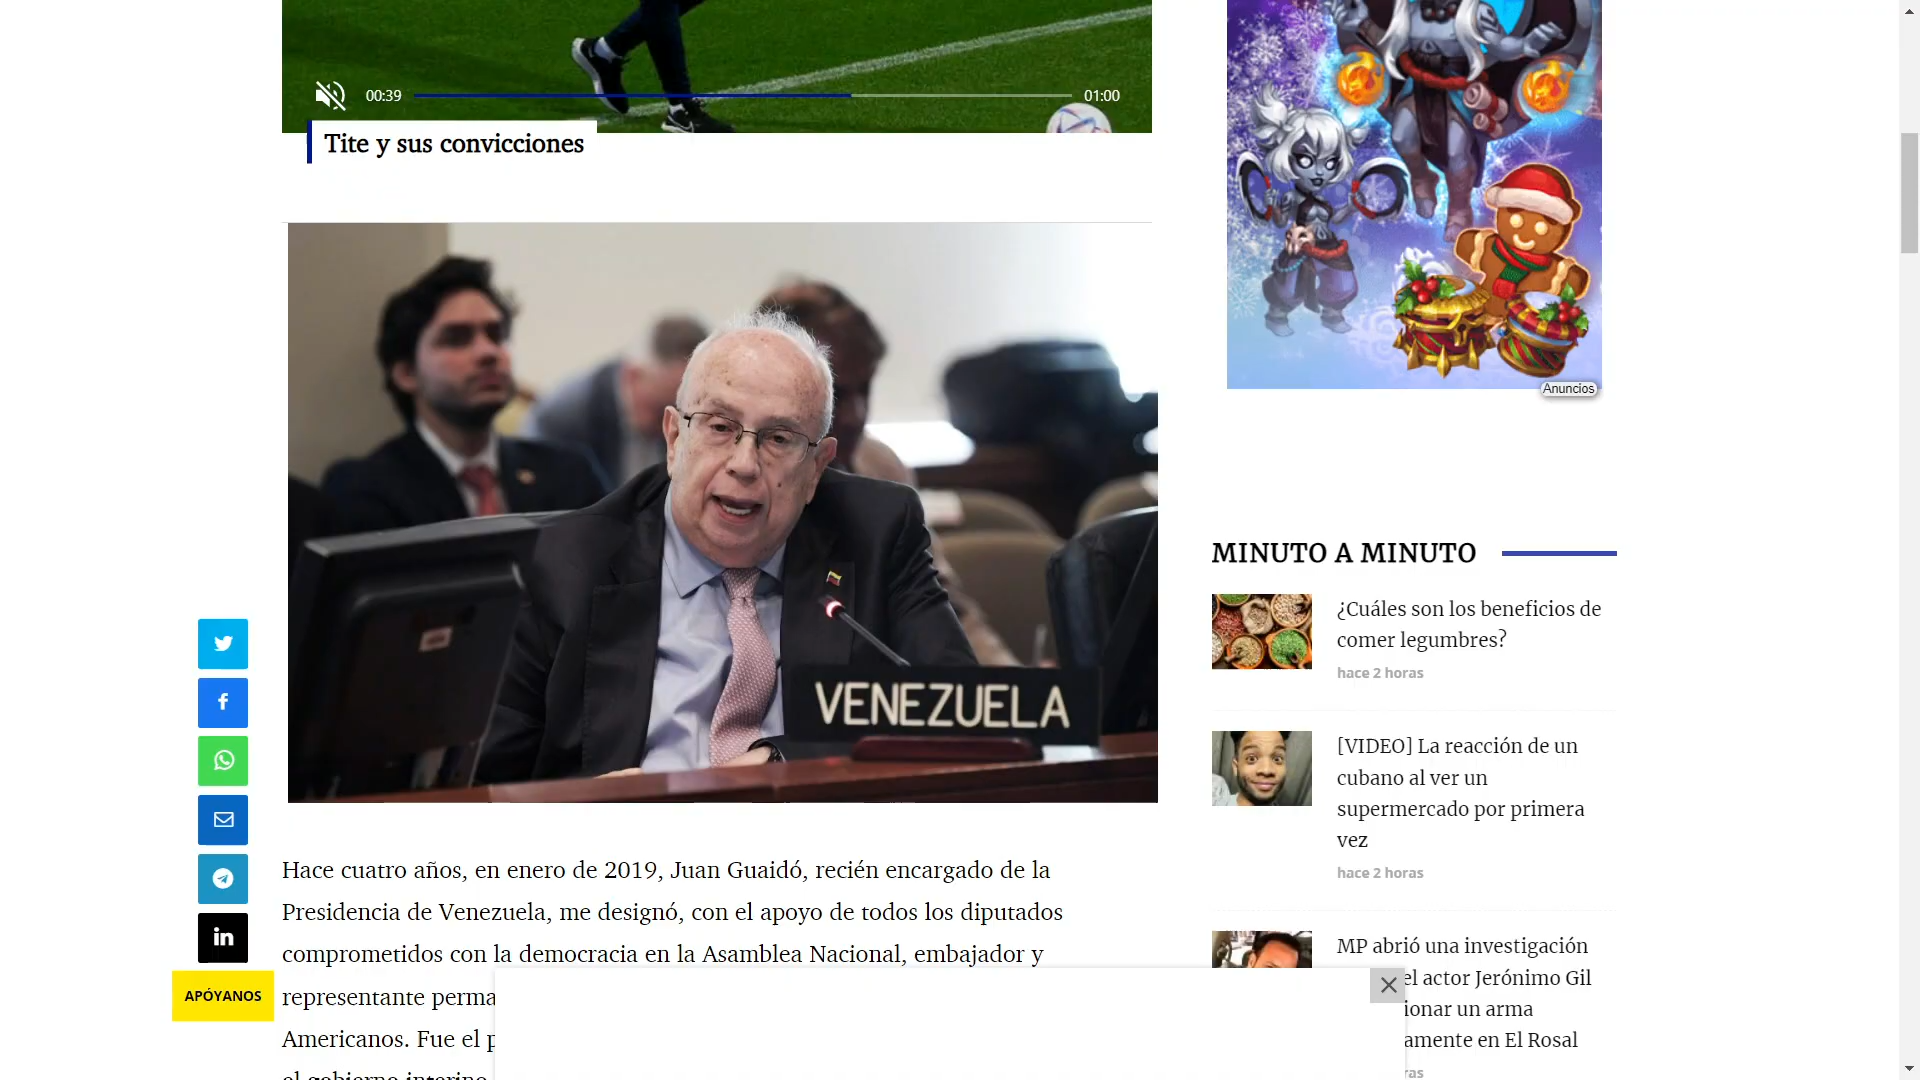 00:39
01:00
Tite y sus convicciones
VENEZUELA
Hace cuatro años, en enero de 2019, Juan Guaidó, recién encargado de la
Presidencia de Venezuela, me designó, con el apoyo de todos los diputados
comprometidos con la democracia en la Asamblea Nacional, embajador y
representante perma
Americanos. Fue el p
el gobierno interino
APÓYANOS
Anuncios
MINUTO A MINUTO
¿Cuáles son los beneficios de
comer legumbres?
hace 2 horas
[VIDEO] La reacción de un
cubano al ver un
supermercado por primera
vez
hace 2 horas
MP abrió una investigación
el actor Jerónimo Gil
ionar un arma
amente en El Rosal
ras